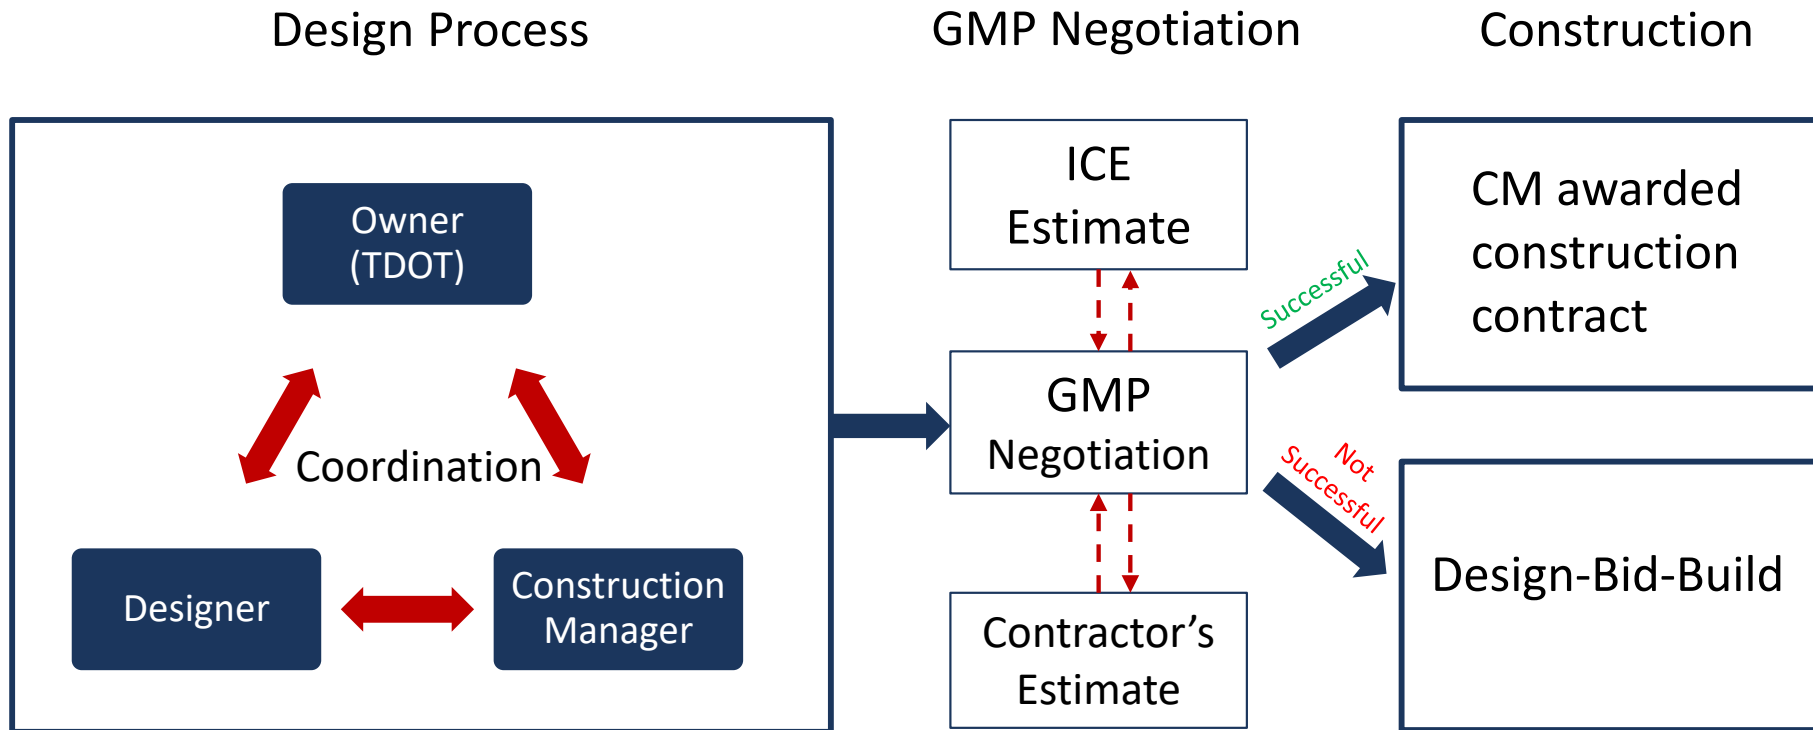 Design Process
GMP Negotiation
Construction
Owner
(TDOT)
Coordination
Designer
Construction
Manager
ICE
Estimate
GMP
Negotiation
Contractor’s
Estimate
Successful
Not
Successful
CM awarded
construction
contract
Design-Bid-Build